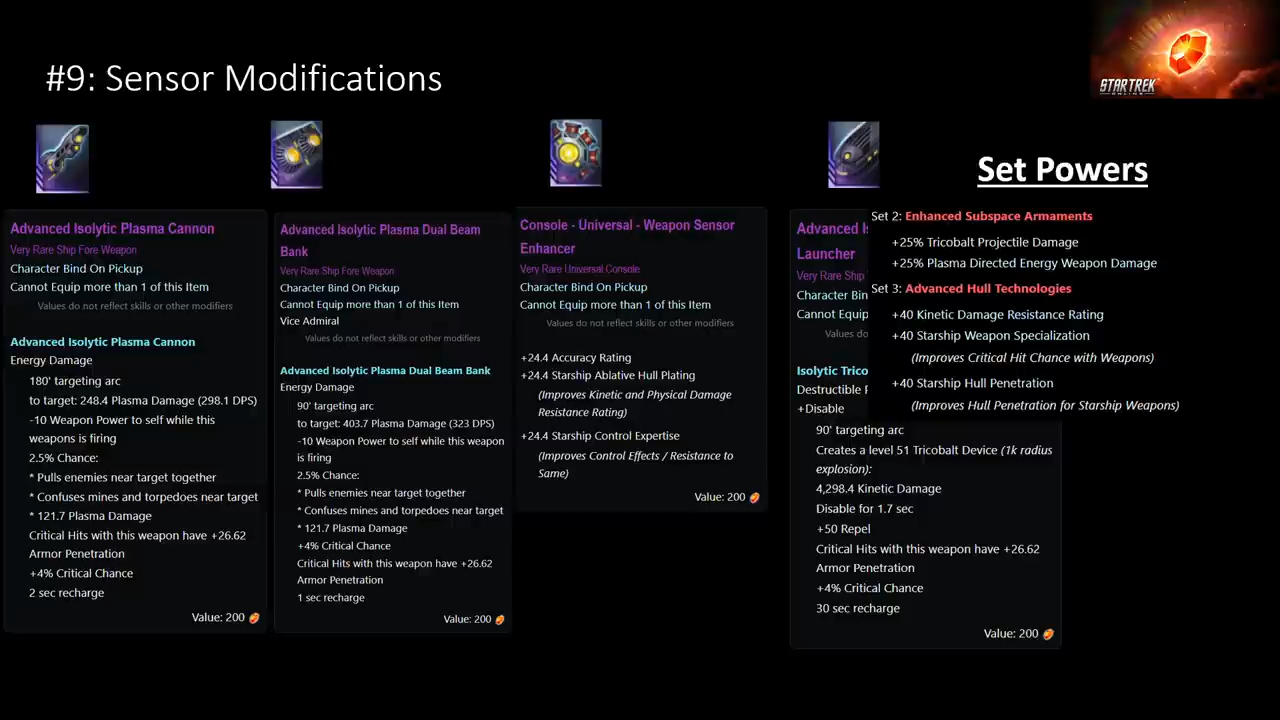 #9: Sensor Modifications
STAR TREK
ONLINE
Advanced Isolytic Plasma Cannon
Very Rare Ship Fore Weapon
Character Bind On Pickup
Cannot Equip more than 1 of this Item
Values do not reflect skills or other modifiers
Advanced Isolytic Plasma Cannon
Energy Damage
180' targeting arc
to target: 248.4 Plasma Damage (298.1 DPS)
-10 Weapon Power to self while this
weapons is firing
2.5% Chance:
* Pulls enemies near target together
* Confuses mines and torpedoes near target
* 121.7 Plasma Damage
Critical Hits with this weapon have +26.62
Armor Penetration
+4% Critical Chance
2 sec recharge
Value: 200
Advanced Isolytic Plasma Dual Beam
Bank
Very Rare Ship Fore Weapon
Character Bind On Pickup
Cannot Equip more than 1 of this Item
Vice Admiral
Values do not reflect skills or other modifiers
Advanced Isolytic Plasma Dual Beam Bank
Energy Damage
90' targeting arc
to target: 403.7 Plasma Damage (323 DPS)
-10 Weapon Power to self while this weapons
is firing
2.5% Chance:
* Pulls enemies near target together
* Confuses mines and torpedoes near target
* 121.7 Plasma Damage
+4% Critical Chance
Critical Hits with this weapon have +26.62
Armor Penetration
1 sec recharge
Value: 200
Console - Universal - Weapon Sensor
Enhancer
Very Rare Universal Console
Character Bind On Pickup
Cannot Equip more than 1 of this Item
Values do not reflect skills or other modifiers
+24.4 Accuracy Rating
+24.4 Starship Ablative Hull Plating
(Improves Kinetic and Physical Damage
Resistance Rating)
+24.4 Starship Control Expertise
(Improves Control Effects / Resistance to
Same)
Value: 200
Advanced Is
Launcher
Very Rare Ship
Character Bin
Cannot Equip
Values do
Isolytic Trico
Destructible
+Disable
90' targeting arc
Creates a level 51 Tricobalt Device (1k radius
explosion):
4,298.4 Kinetic Damage
Disable for 1.7 sec
+50 Repel
Critical Hits with this weapon have +26.62
Armor Penetration
+4% Critical Chance
30 sec recharge
Value: 200
Set Powers
Set 2: Enhanced Subspace Armaments
+25% Tricobalt Projectile Damage
+25% Plasma Directed Energy Weapon Damage
Set 3: Advanced Hull Technologies
+40 Kinetic Damage Resistance Rating
+40 Starship Weapon Specialization
(Improves Critical Hit Chance with Weapons)
+40 Starship Hull Penetration
(Improves Hull Penetration for Starship Weapons)